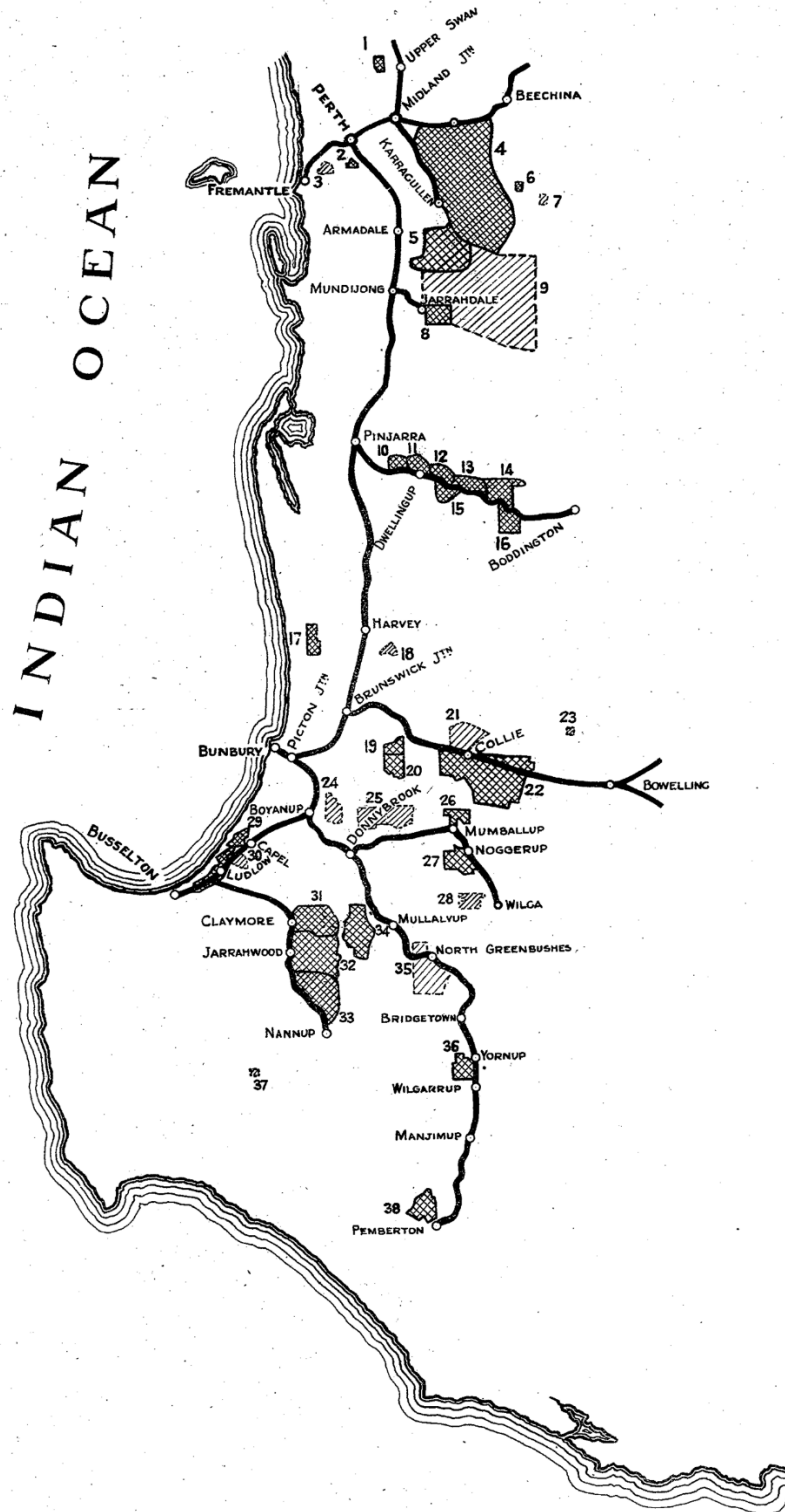 1
UPPER SWAN
MIDLAND JTN
BEECHINA
PERTH
KARRAGULLEN
4
2
3
FREMANTLE
6
7
ARMADALE
5
MUNDIJONG
JARRAHDALE
9
8
INDIAN OCEAN
PINJARRA
10
11
12
13
14
15
16
DWELLINGUP
BODDINGTON
HARVEY
17
18
BRUNSWICK JTN
PICTON JTN
BUNBURY
19
20
21
COLLIE
22
23
BOWELLING
24
25
DONNYBROOK
26
BOYANUP
MUMBALLUP
29
BUSSELTON
CAPEL
30
LUDLOW
NOGGERUP
27
28
WILGA
31
CLAYMORE
34
MULLALYUP
JARRAHWOOD
32
35
NORTH GREENBUSHES
33
NANNUP
BRIDGETOWN
36
YORNUP
37
WILGARRUP
MANJIMUP
38
PEMBERTON